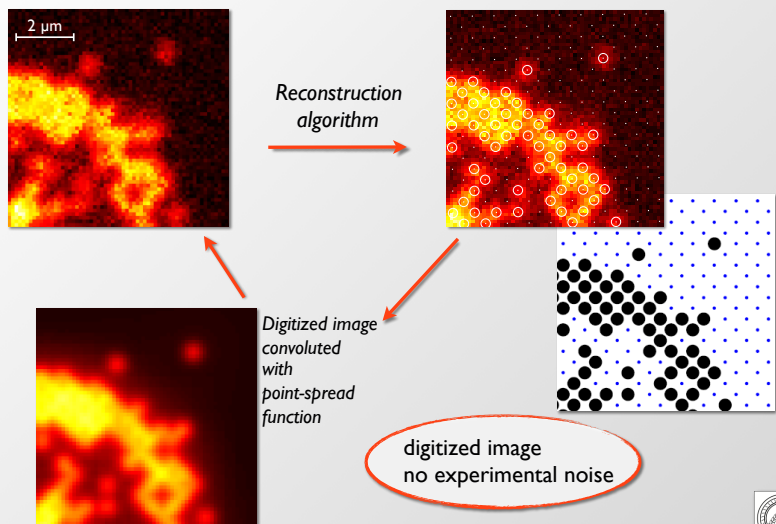 2 µm
Reconstruction
algorithm
Digitized image
convoluted
with
point-spread
function
digitized image
no experimental noise